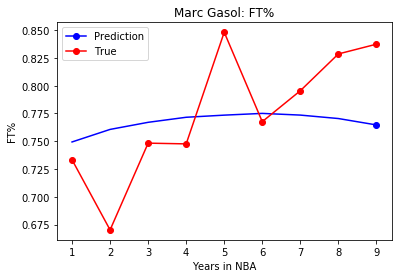 Marc Gasol: FT%
Prediction
True
FT%
0.850
0.825
0.800
0.775
0.750
0.725
0.700
0.675
1 2 3 4 5 6 7 8 9
Years in NBA